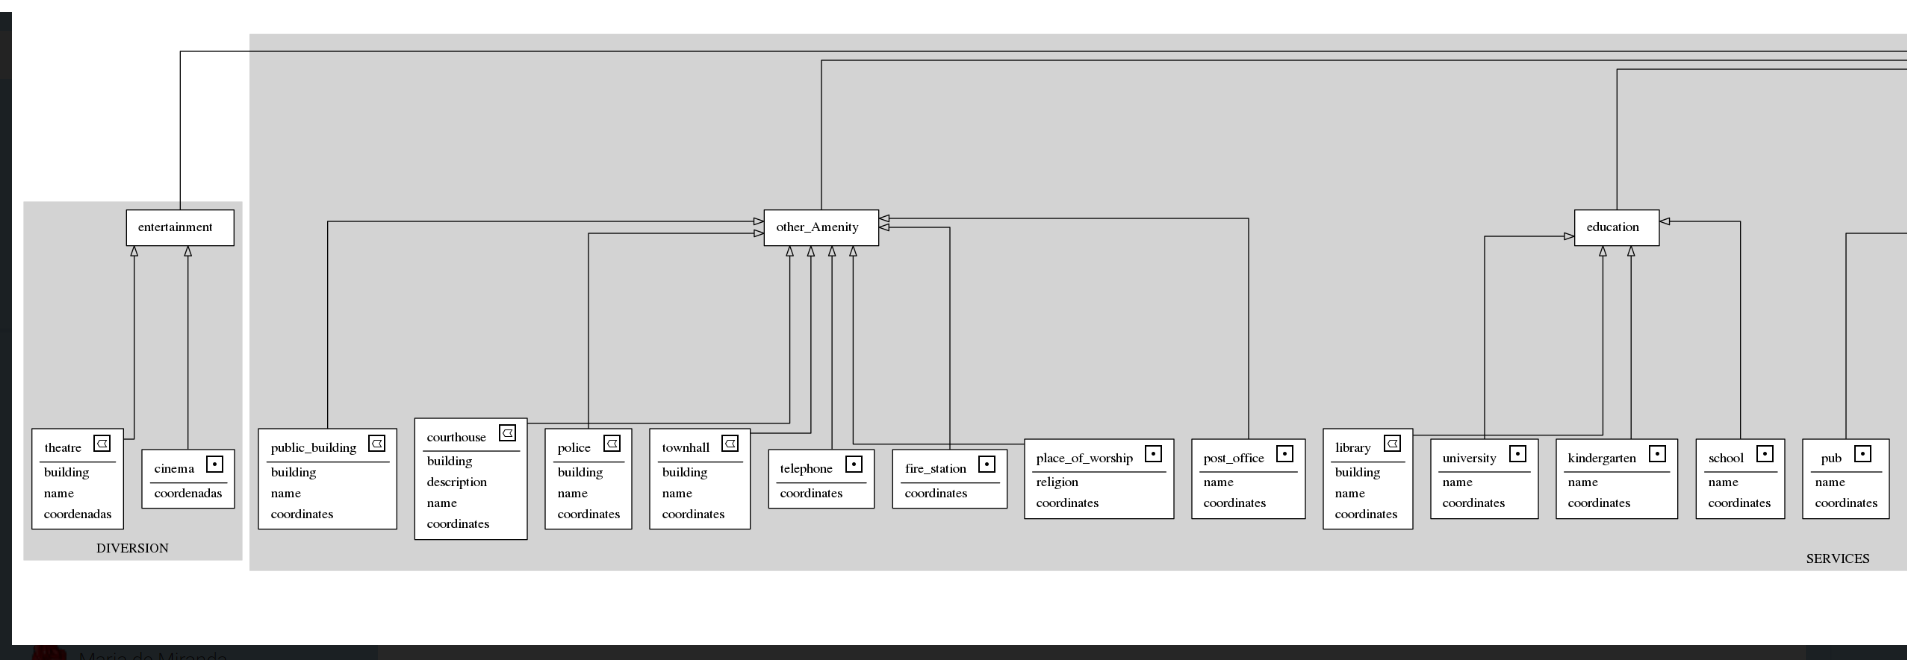 entertainment
other_Amenity
education
theatre
building
name
coordenadas
cinema
coordenadas
DIVERSION
public_building
building
name
coordinates
courthouse
building
description
name
coordinates
police
building
name
coordinates
townhall
building
name
coordinates
telephone
coordinates
fire_station
coordinates
place_of_worship
religion
coordinates
post_office
name
coordinates
library
building
name
coordinates
university
name
coordinates
kindergarten
name
coordinates
school
name
coordinates
pub
name
coordinates
SERVICES